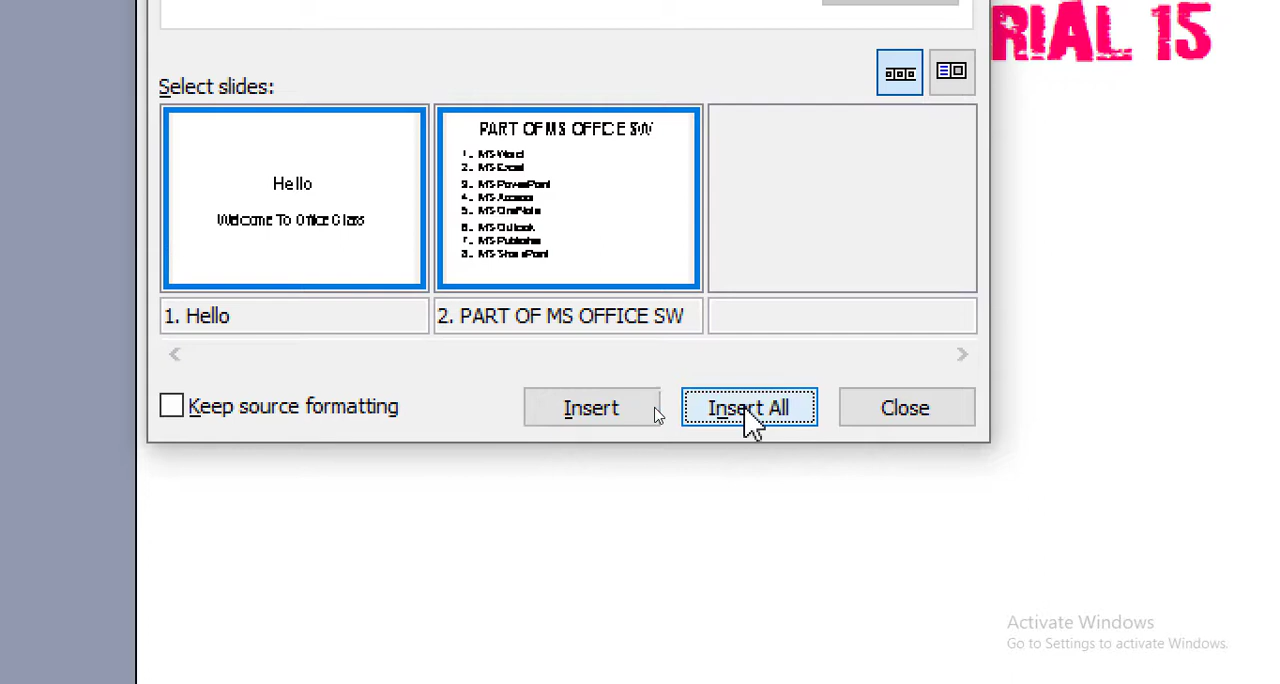 RIAL 15
Select slides:
Hello
Welcome To Office Class
PART OF MS OFFICE SW
1. MS-Word
2. MS-Excel
3. MS-PowerPoint
4. MS-Access
5. MS-OneNote
6. MS-Outlook
7. MS-Publisher
8. MS-SharePoint
1. Hello
2. PART OF MS OFFICE SW
Keep source formatting
Insert
Insert All
Close
Activate Windows
Go to Settings to activate Windows.